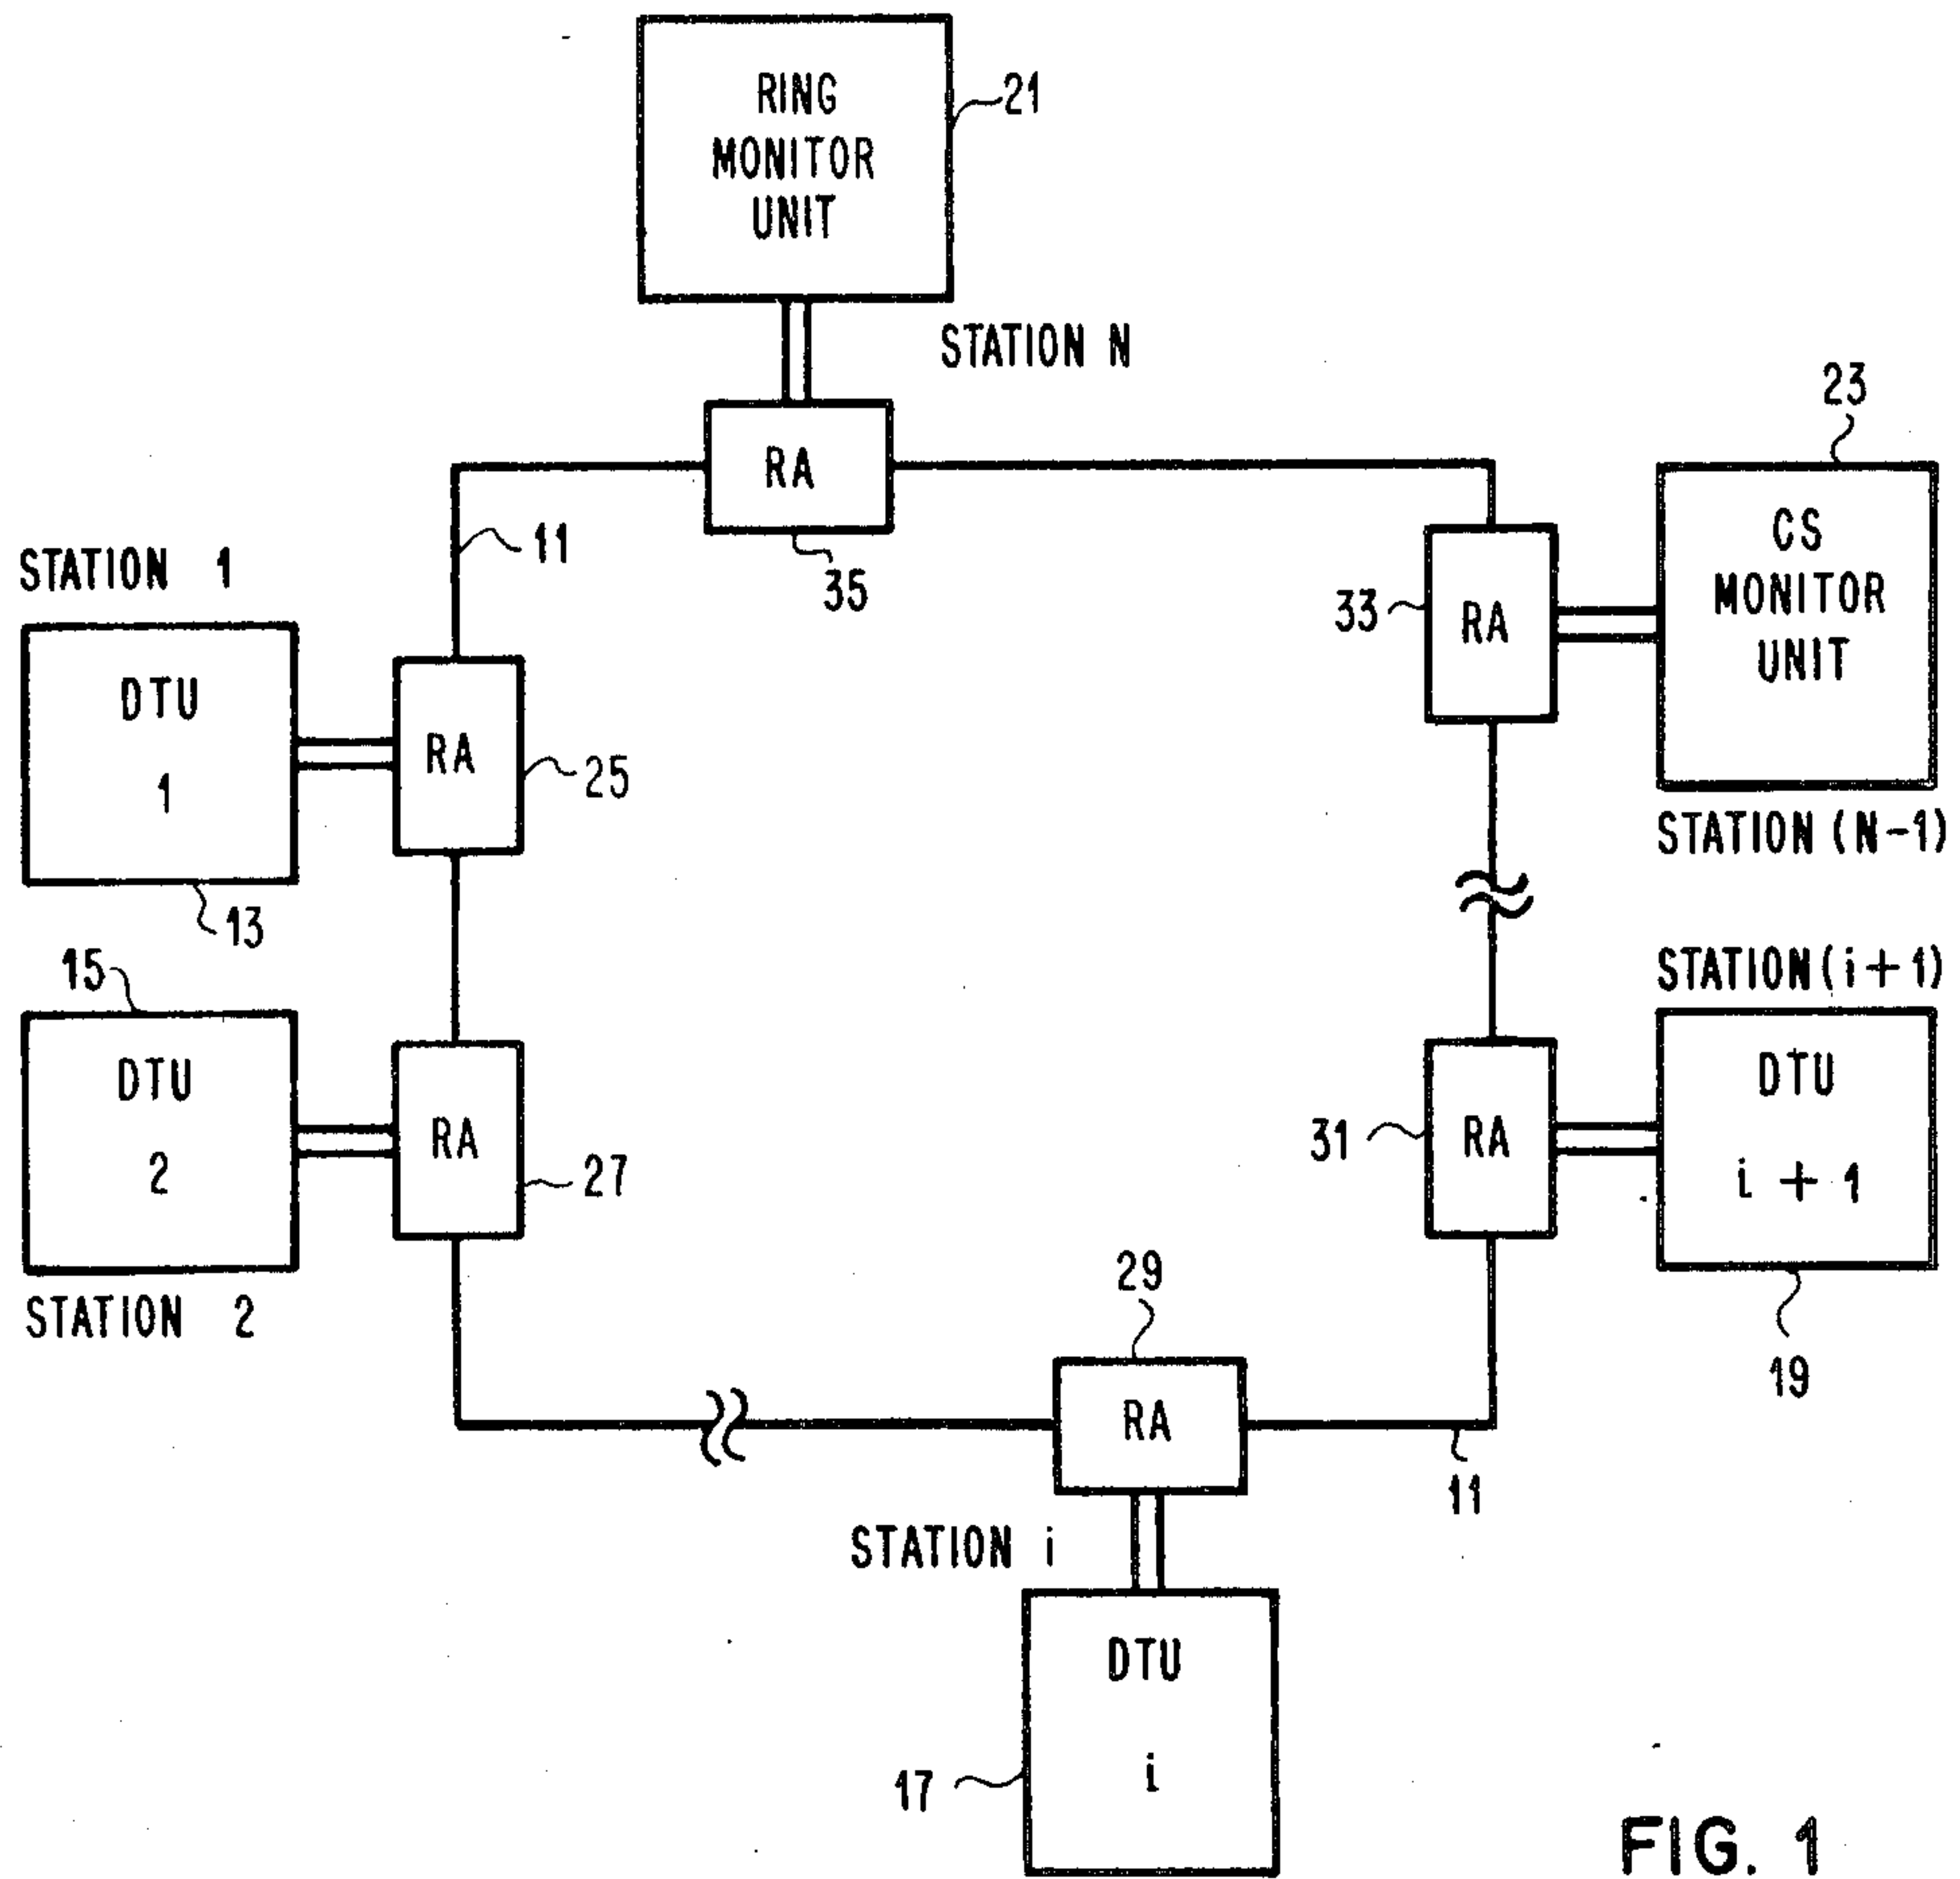 RING
MONITOR
UNIT
21
STATION N
23
RA
35
11
STATION 1
CS
MONITOR
UNIT
33
RA
DTU
1
RA
25
STATION (N-1)
13
15
STATION (i+1)
DTU
2
RA
27
31
RA
DTU
i + 1
STATION 2
29
RA
19
11
STATION i
DTU
i
17
FIG. 1